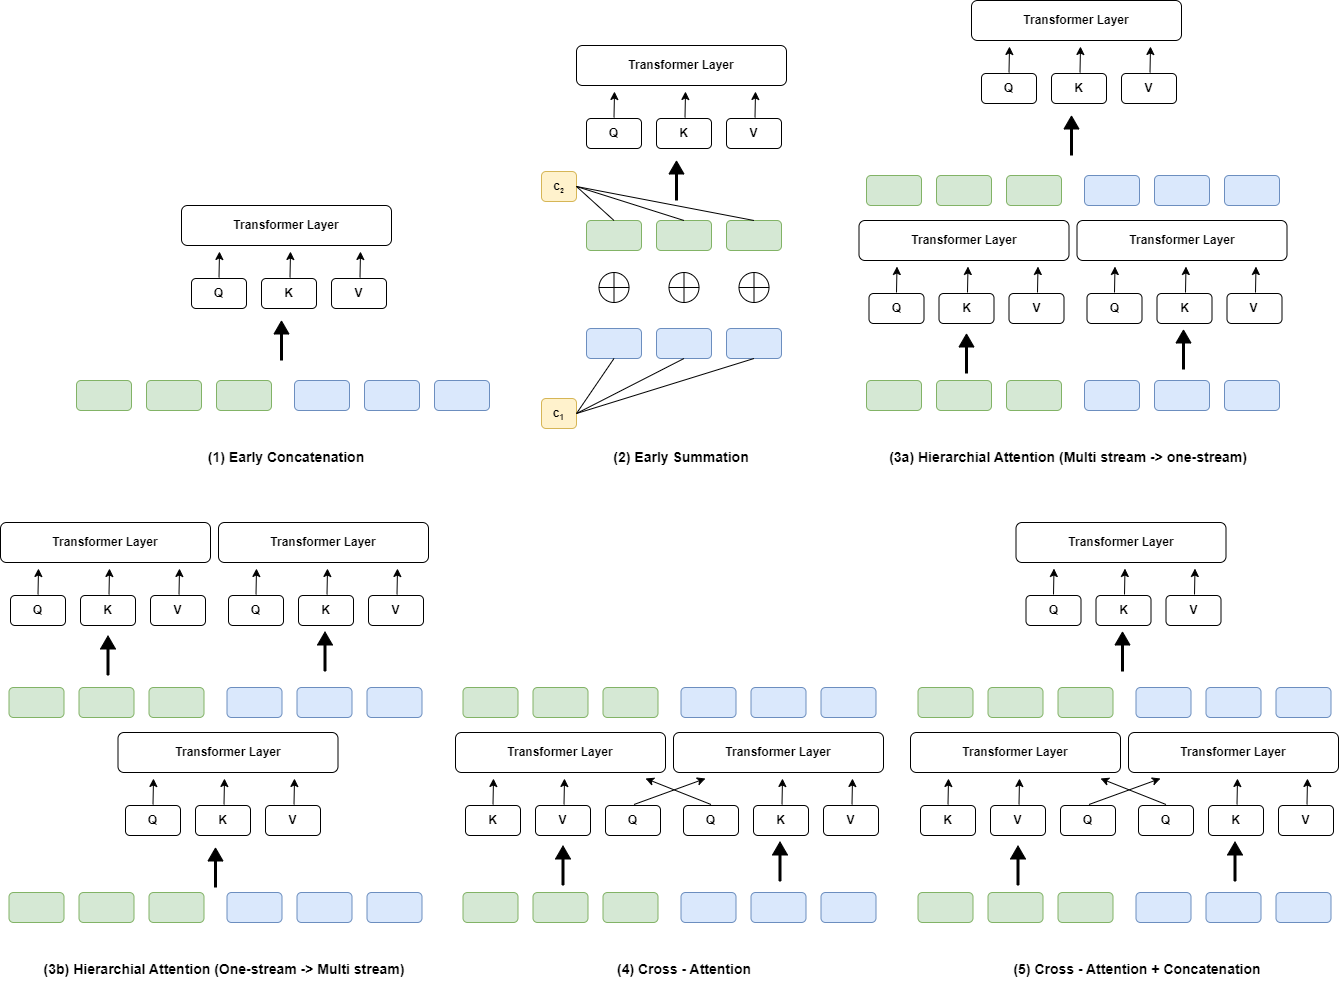 Transformer Layer
Q K V
(1) Early Concatenation
Transformer Layer
Q K V
c2
c1
(2) Early Summation
Transformer Layer
Q K V
Transformer Layer Transformer Layer
Q K V Q K V
(3a) Hierarchial Attention (Multi stream -> one-stream)
Transformer Layer Transformer Layer
Q K V Q K V
Transformer Layer
Q K V
(3b) Hierarchial Attention (One-stream -> Multi stream)
Transformer Layer Transformer Layer
K V Q Q K V
(4) Cross - Attention
Transformer Layer
Q K V
Transformer Layer Transformer Layer
K V Q Q K V
(5) Cross - Attention + Concatenation